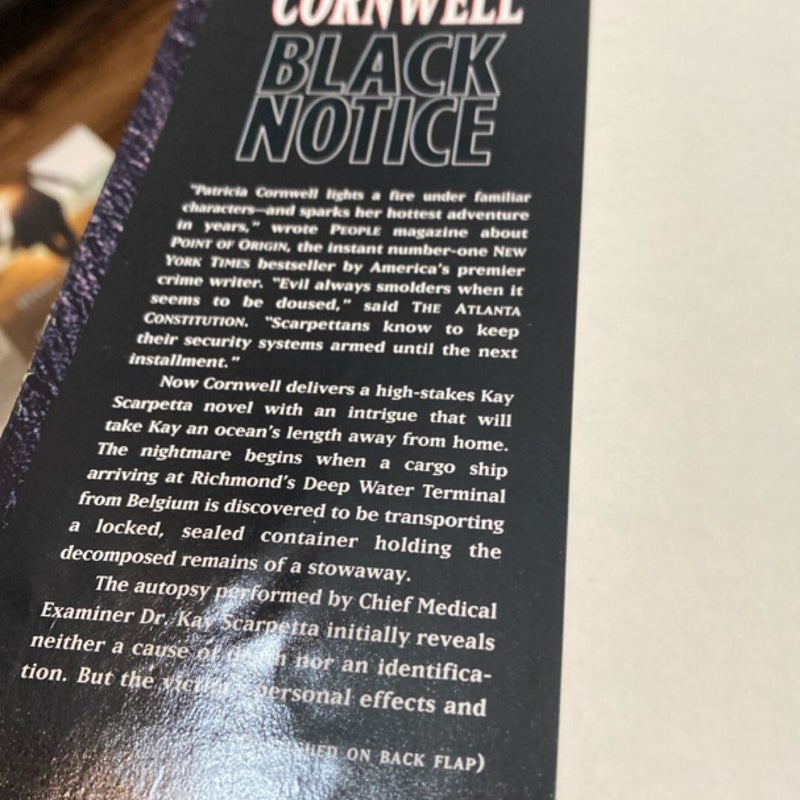 CORNWELL
BLACK
NOTICE
"Patricia Cornwell lights a fire under familiar
characters—and sparks her hottest adventure
in years," wrote PEOPLE magazine about
POINT OF ORIGIN, the instant number-one NEW
YORK TIMES bestseller by America's premier
crime writer. "Evil always smolders when it
seems to be doused," said THE ATLANTA
CONSTITUTION. "Scarpettans know to keep
their security systems armed until the next
installment."
Now Cornwell delivers a high-stakes Kay
Scarpetta novel with an intrigue that will
take Kay an ocean's length away from home.
The nightmare begins when a cargo ship
arriving at Richmond's Deep Water Terminal
from Belgium is discovered to be transporting
a locked, sealed container holding the
decomposed remains of a stowaway.
The autopsy performed by Chief Medical
Examiner Dr. Kay Scarpetta initially reveals
neither a cause of nor an identifica-
tion. But the personal effects and
ON BACK FLAP)